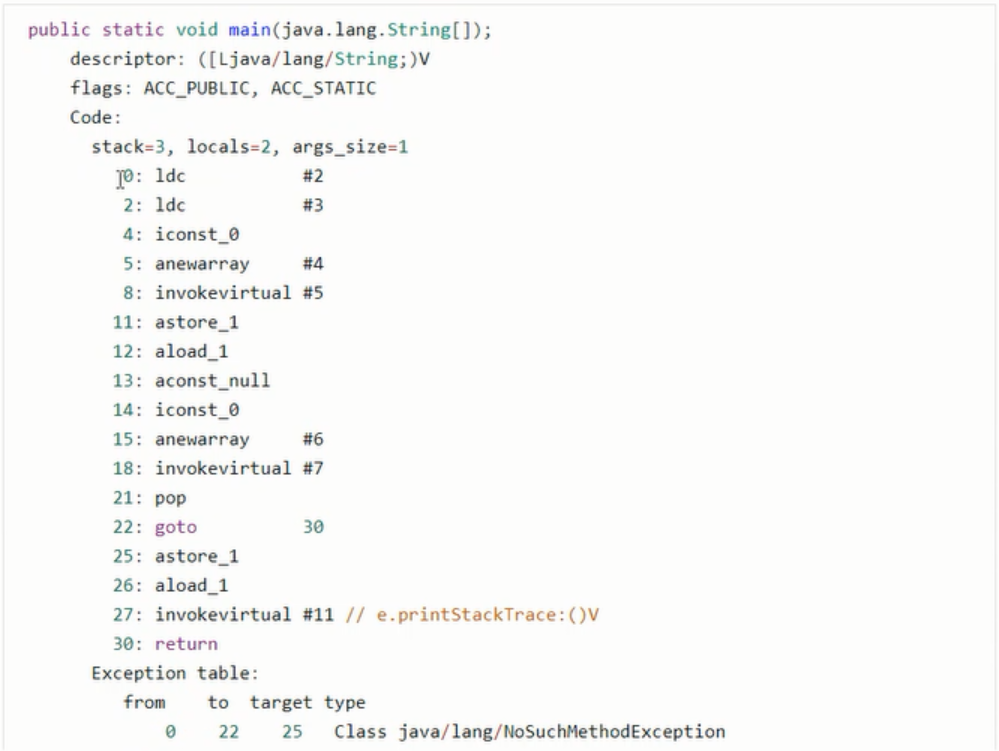 public static void main(java.lang.String[]);
descriptor: ([Ljava/lang/String;)V
flags: ACC_PUBLIC, ACC_STATIC
Code:
stack=3, locals=2, args_size=1
0: ldc #2
2: ldc #3
4: iconst_0
5: anewarray #4
8: invokevirtual #5
11: astore_1
12: aload_1
13: aconst_null
14: iconst_0
15: anewarray #6
18: invokevirtual #7
21: pop
22: goto 30
25: astore_1
26: aload_1
27: invokevirtual #11 // e.printStackTrace:()V
30: return
Exception table:
from to target type
0 22 25 Class java/lang/NoSuchMethodException